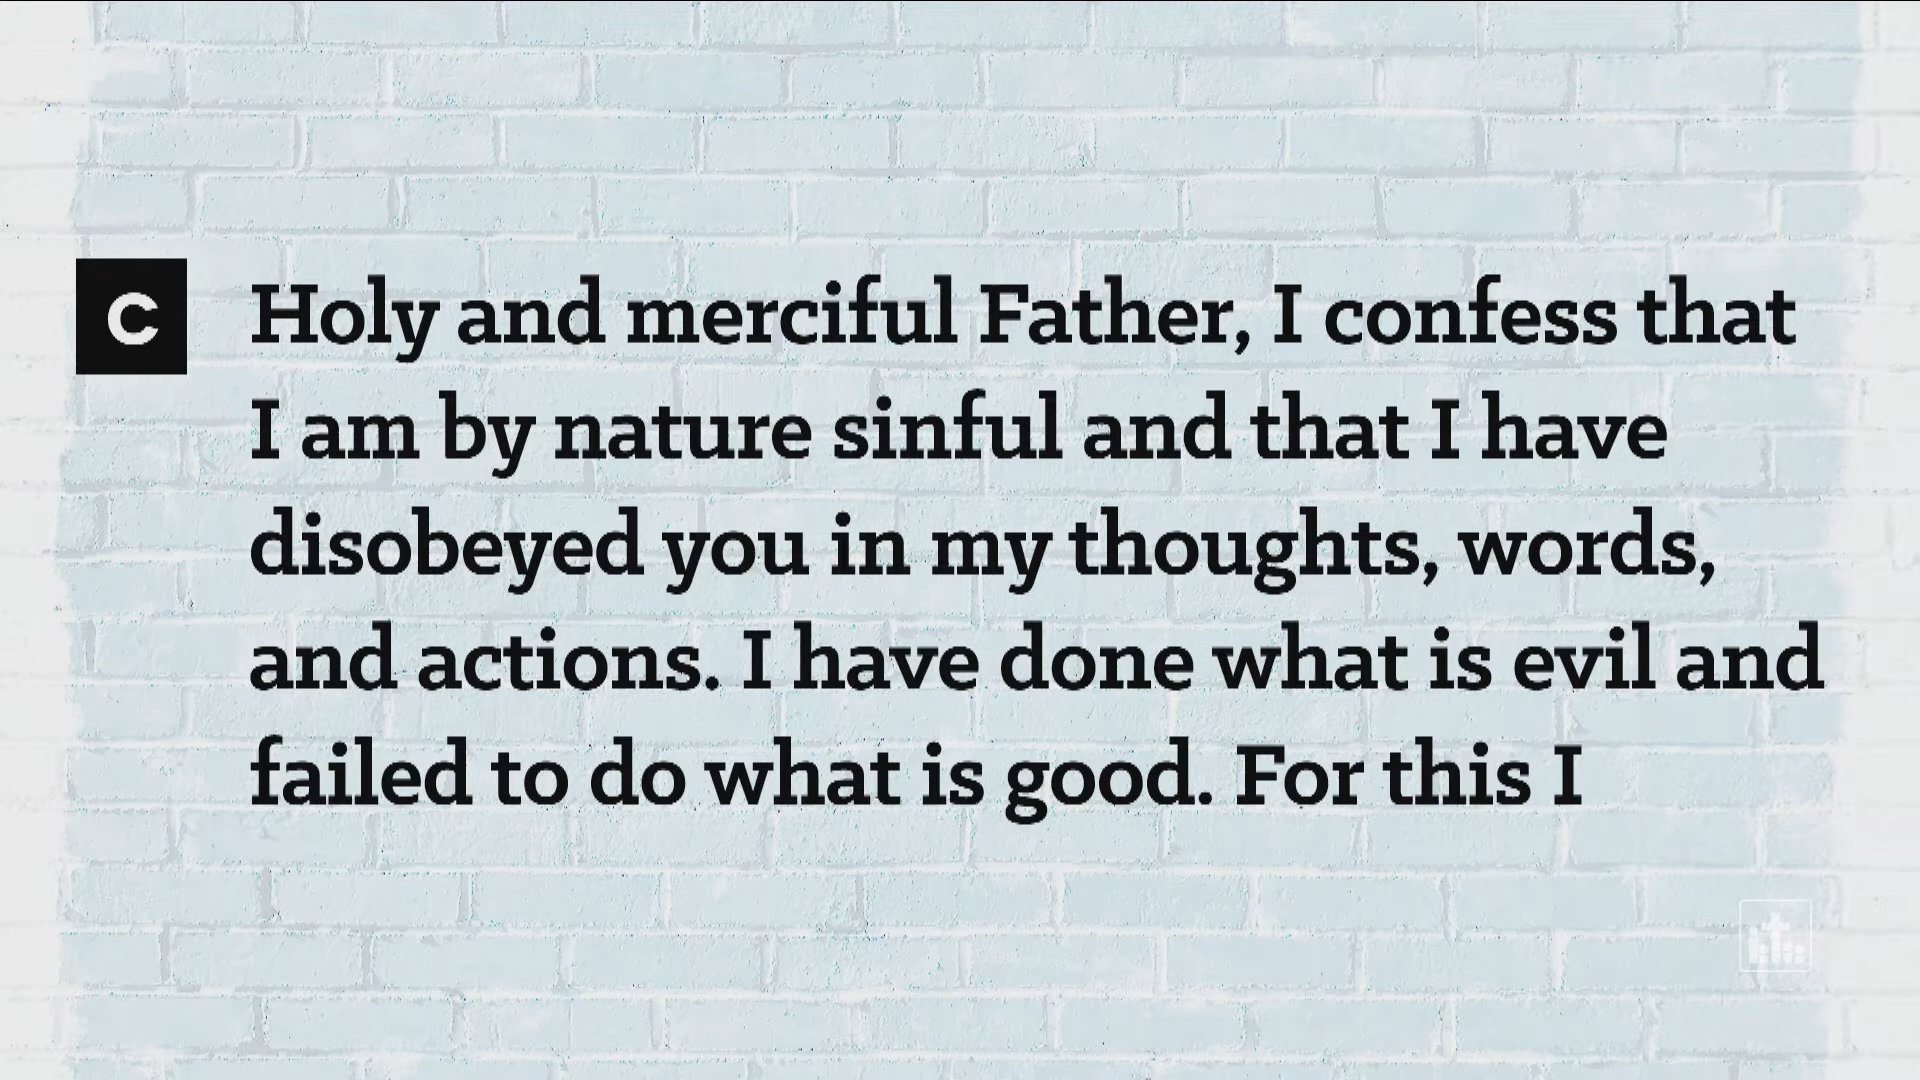 C Holy and merciful Father, I confess that
I am by nature sinful and that I have
disobeyed you in my thoughts, words,
and actions. I have done what is evil and
failed to do what is good. For this I